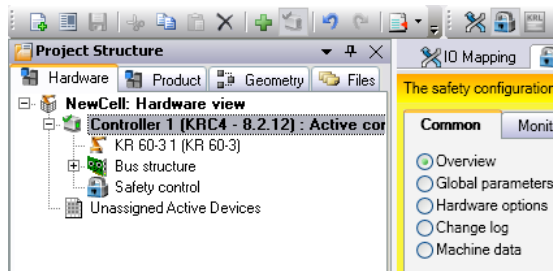 KRL
Project Structure
IO Mapping
Hardware Product Geometry Files
The safety configuration
NewCell: Hardware view
Controller 1 (KRC4 - 8.2.12) : Active cor
KR 60-3 1 (KR 60-3)
Bus structure
Safety control
Unassigned Active Devices
Common Monit
Overview
Global parameters
Hardware options
Change log
Machine data